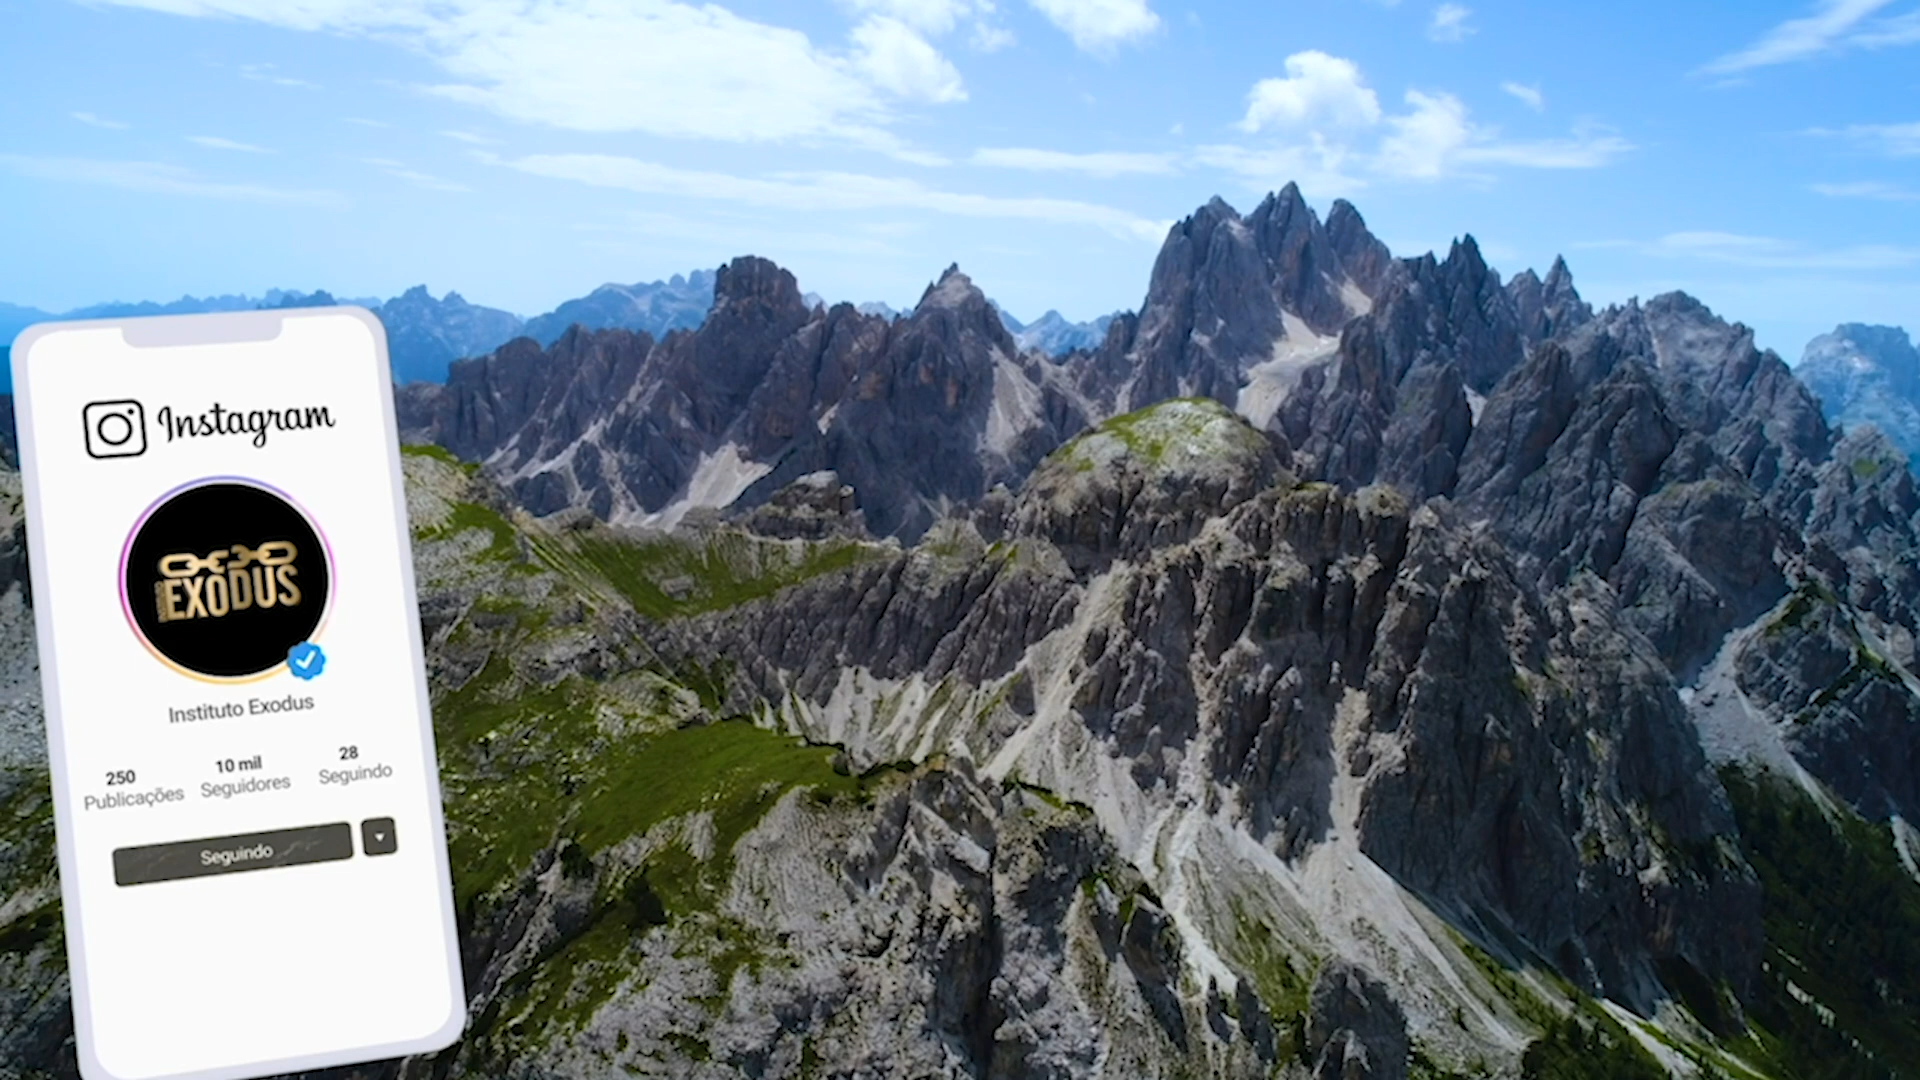 Instagram
EXODUS
Instituto Exodus
250
Publicações
10 mil
Seguidores
28
Seguindo
Seguindo